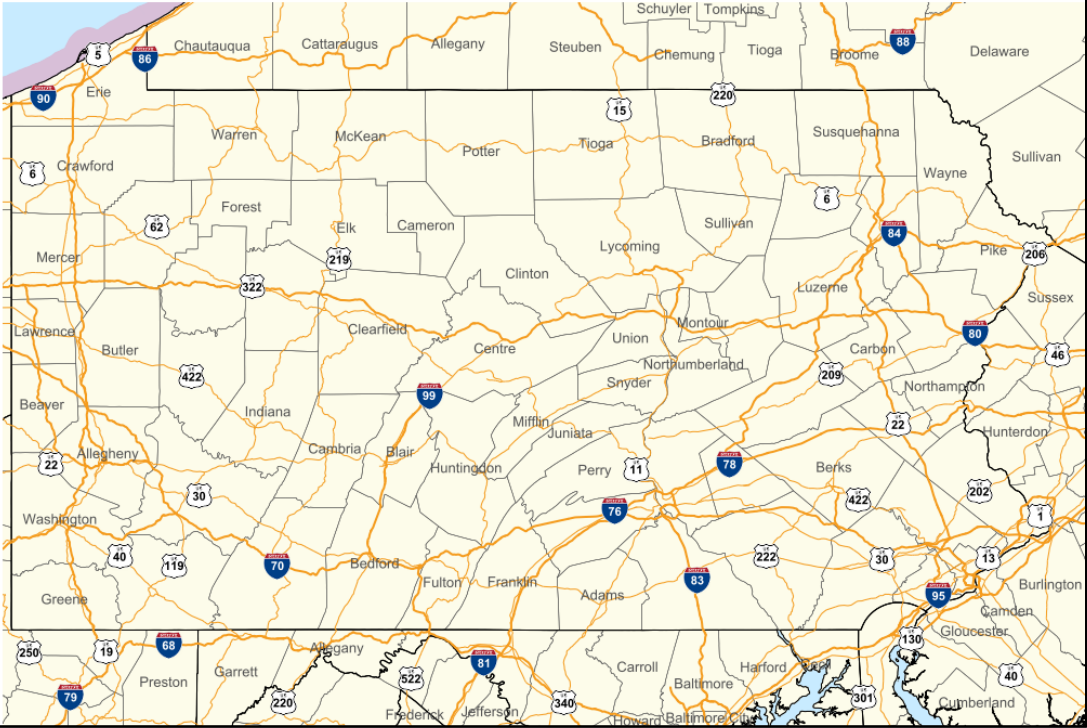 Schuyler
Tompkins
Chautauqua
Cattaraugus
Allegany
Steuben
Chemung
Tioga
Broome
88
Delaware
5
86
90
Erie
220
15
Warren
McKean
Potter
Tioga
Bradford
Susquehanna
Sullivan
6
Crawford
Wayne
62
Forest
Elk
Cameron
Sullivan
6
84
Mercer
219
Lycoming
Pike
206
322
Clinton
Luzerne
Sussex
Lawrence
Butler
Clearfield
Centre
Union
Montour
80
46
422
Northumberland
Carbon
209
Snyder
Northampton
Beaver
Indiana
99
Mifflin
Juniata
22
Hunterdon
22
Allegheny
Cambria
Blair
Huntingdon
Perry
11
78
Berks
30
422
202
Washington
76
1
40
119
70
Bedford
Fulton
Franklin
Adams
83
222
30
13
95
Burlington
Greene
Camden
Gloucester
250
19
68
Garrett
Allegany
81
Carroll
Harford
Cecil
130
79
Preston
220
522
Frederick
Jefferson
340
Howard
Baltimore
Baltimore City
301
40
Cumberland